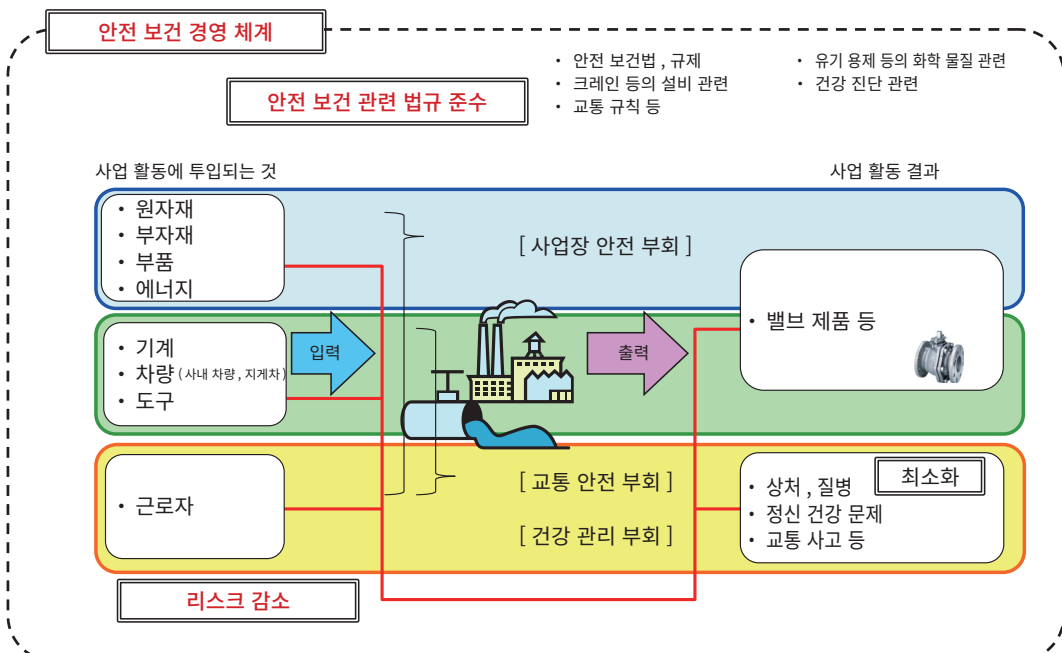 안전 보건 경영 체계
안전 보건 관련 법규 준수
・ 안전 보건법 , 규제
・ 크레인 등의 설비 관련
・ 교통 규칙 등
・ 유기 용제 등의 화학 물질 관련
・ 건강 진단 관련
사업 활동에 투입되는 것
사업 활동 결과
・ 원자재
・ 부자재
・ 부품
・ 에너지
[ 사업장 안전 부회 ]
・ 기계
・ 차량 ( 사내 차량 , 지게차 )
・ 도구
입력
출력
・ 밸브 제품 등
・ 근로자
[ 교통 안전 부회 ]
[ 건강 관리 부회 ]
최소화
・ 상처 , 질병
・ 정신 건강 문제
・ 교통 사고 등
리스크 감소